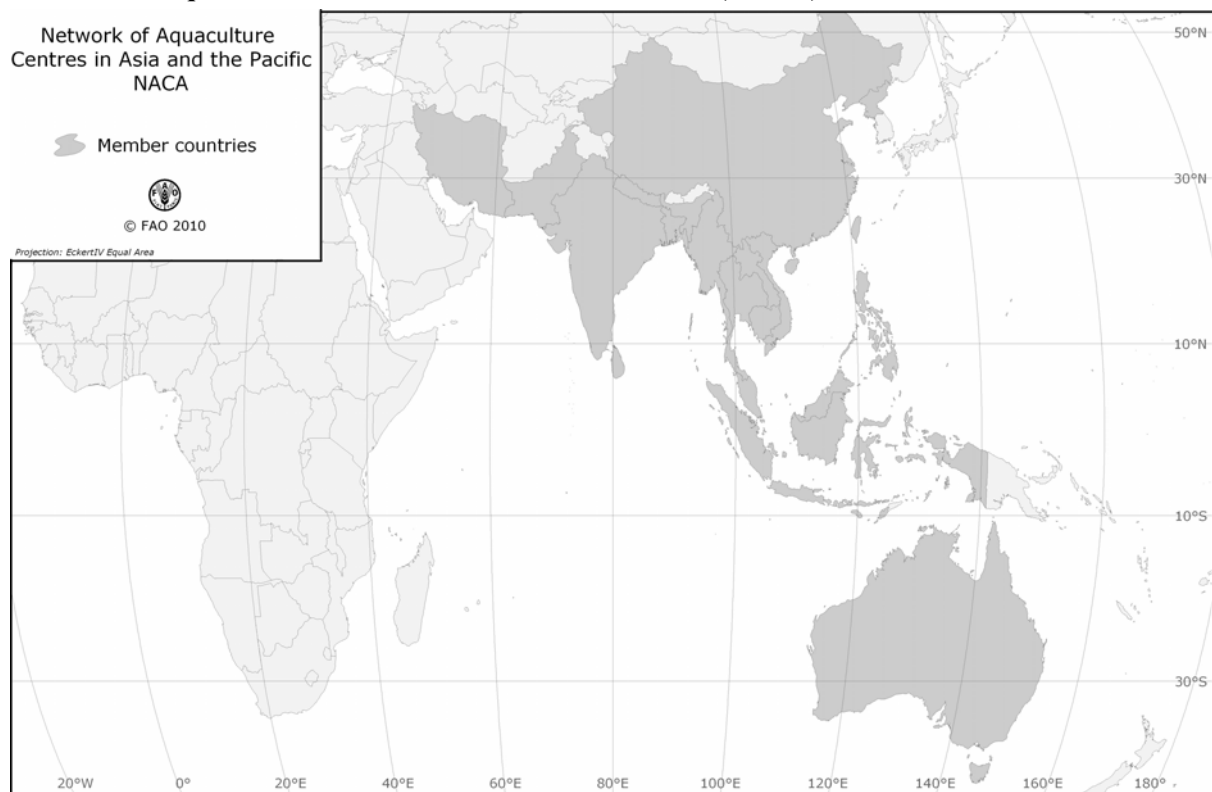 Network of Aquaculture
Centres in Asia and the Pacific
NACA
Member countries
F A O
© FAO 2010
Projection: EckertIV Equal Area
50°N
30°N
10°N
10°S
30°S
20°W 0° 20°E 40°E 60°E 80°E 100°E 120°E 140°E 160°E 180°